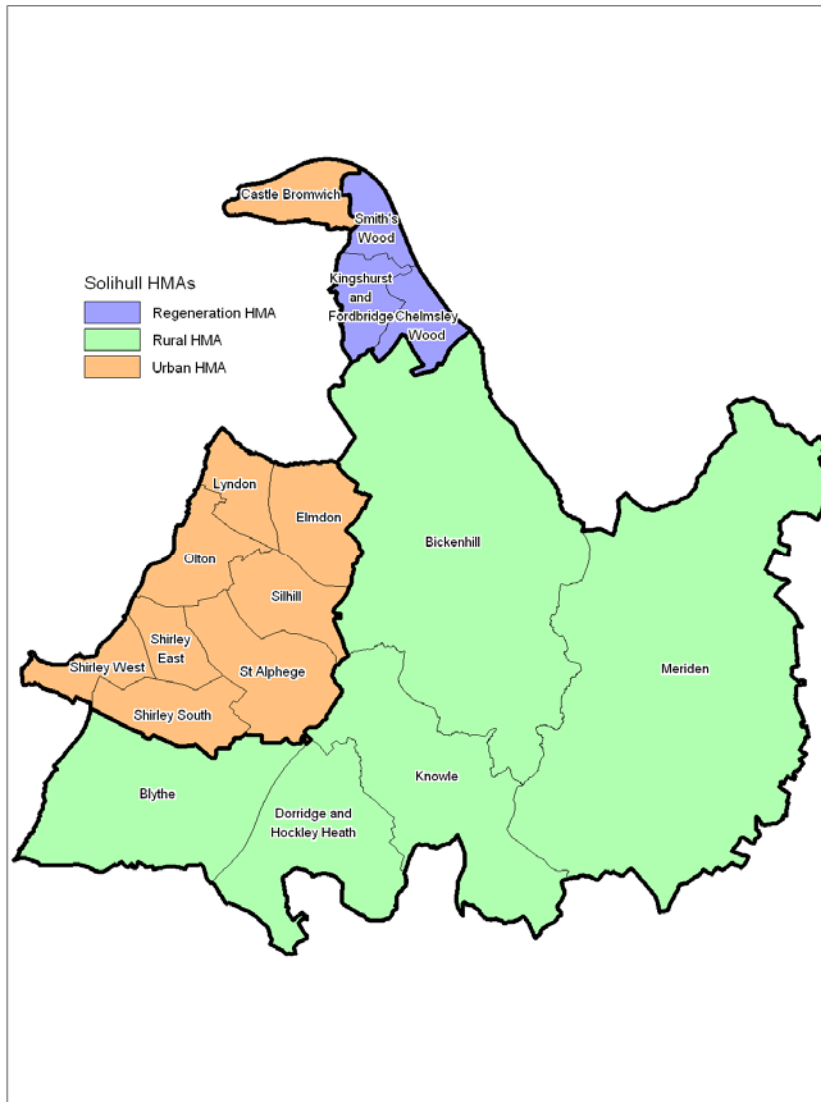 Castle Bromwich
Smith's
Wood
Solihull HMAs
Regeneration HMA
Rural HMA
Urban HMA
Kingshurst
and
Fordbridge
Chelmsley
Wood
Lyndon
Elmdon
Bickenhill
Olton
Silhill
Shirley
East
Shirley West
St Alphege
Meriden
Shirley South
Knowle
Blythe
Dorridge and
Hockley Heath